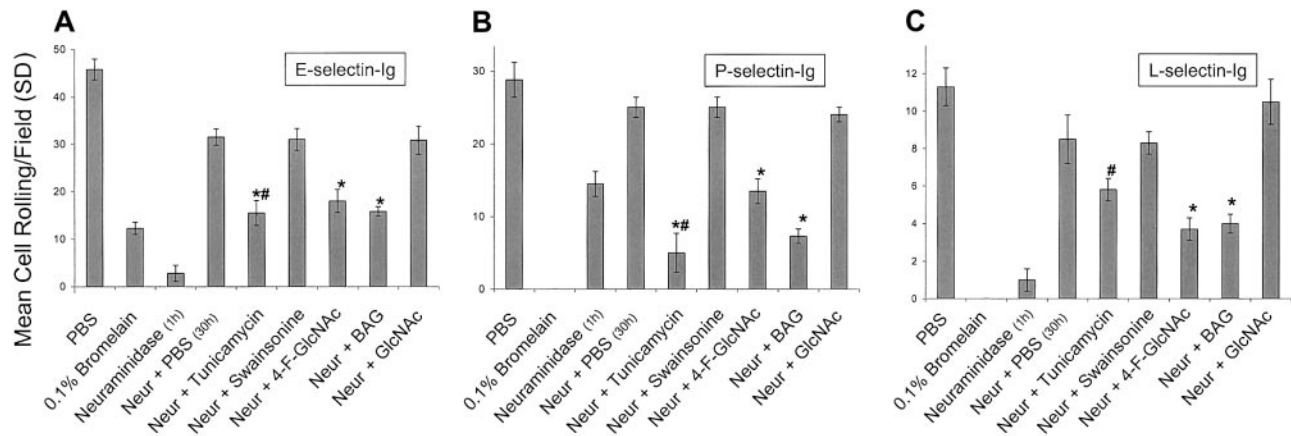 A
Mean Cell Rolling/Field (SD)
E-selectin-Ig
50
40
30
20
10
0
*#
*
*
PBS
0.1% Bromelain
Neuraminidase (1h)
Neur + PBS (30h)
Neur + Tunicamycin
Neur + Swainsonine
Neur + 4-F-GlcNAc
Neur + BAG
Neur + GlcNAc
B
P-selectin-Ig
30
20
10
0
*#
*
*
PBS
0.1% Bromelain
Neuraminidase (1h)
Neur + PBS (30h)
Neur + Tunicamycin
Neur + Swainsonine
Neur + 4-F-GlcNAc
Neur + BAG
Neur + GlcNAc
C
L-selectin-Ig
12
10
8
6
4
2
0
#
*
*
PBS
0.1% Bromelain
Neuraminidase (1h)
Neur + PBS (30h)
Neur + Tunicamycin
Neur + Swainsonine
Neur + 4-F-GlcNAc
Neur + BAG
Neur + GlcNAc